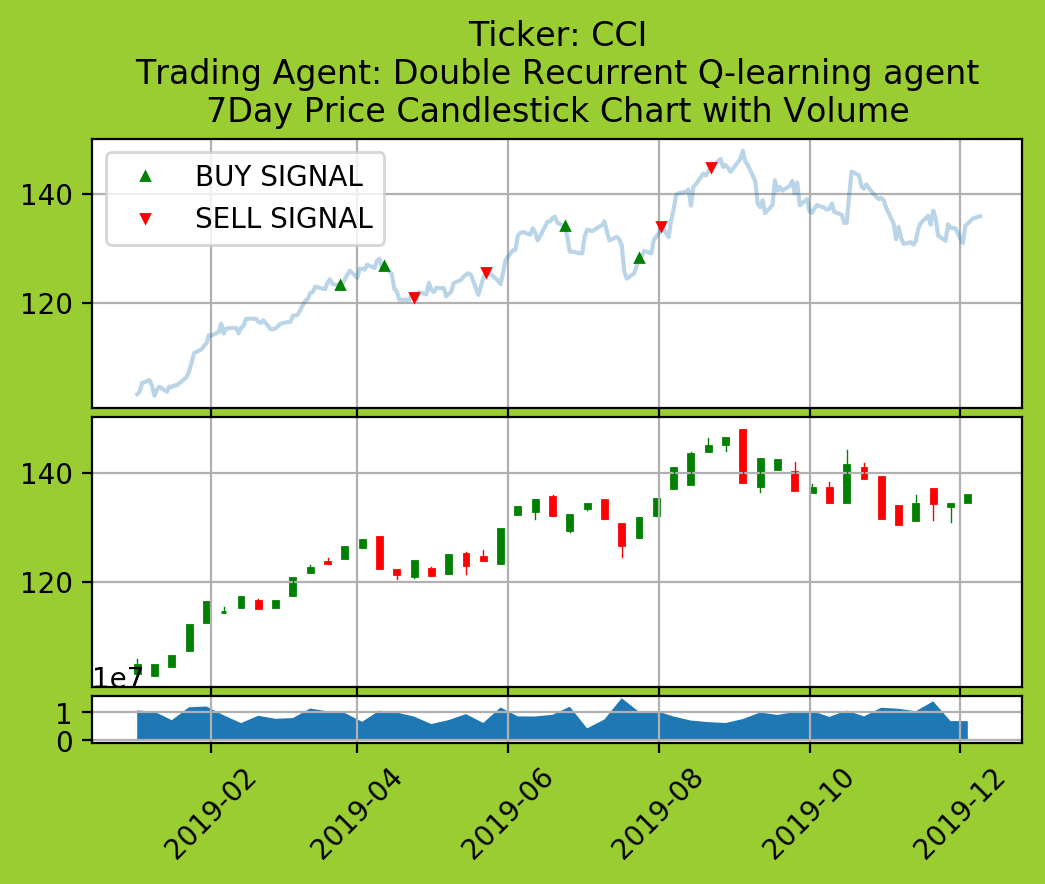 Ticker: CCI
Trading Agent: Double Recurrent Q-learning agent
7Day Price Candlestick Chart with Volume
BUY SIGNAL
SELL SIGNAL
140
120
140
120
1e7
1
0
2019-02
2019-04
2019-06
2019-08
2019-10
2019-12